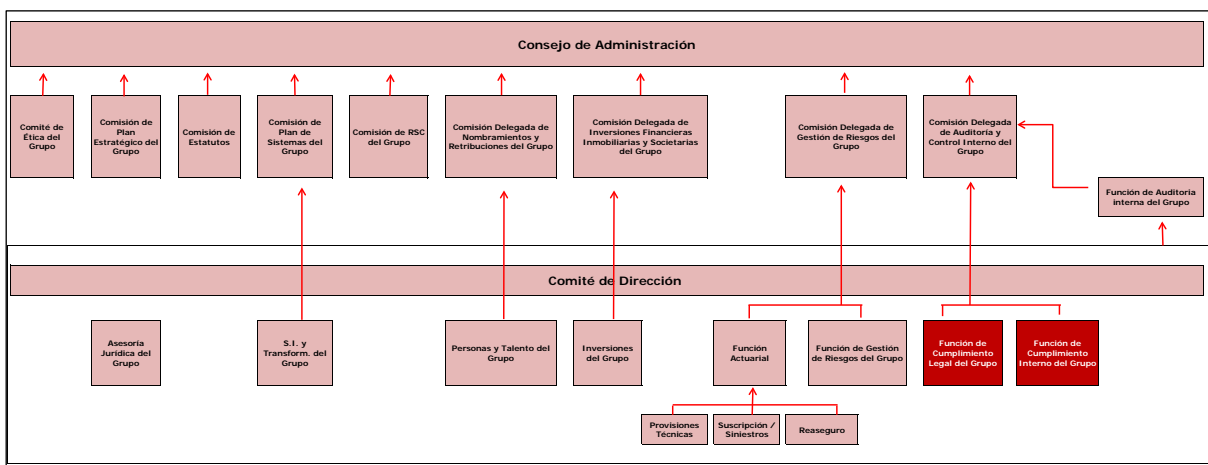 Consejo de Administración
Comité de
Ética del
Grupo
Comisión de
Plan
Estratégico del
Grupo
Comisión de
Estatutos
Comisión de
Plan de
Sistemas del
Grupo
Comisión de RSC
del Grupo
Comisión Delegada de
Nombramientos y
Retribuciones del Grupo
Comisión Delegada de
Inversiones Financieras
Inmobiliarias y Societarias
del Grupo
Comisión Delegada de
Gestión de Riesgos del
Grupo
Comisión Delegada
de Auditoría y
Control Interno del
Grupo
Función de Auditoría
interna del Grupo
Comité de Dirección
Asesoría
Jurídica del
Grupo
S.I. y
Transform. del
Grupo
Personas y Talento del
Grupo
Inversiones
del Grupo
Función
Actuarial
Función de Gestión
de Riesgos del Grupo
Función de
Cumplimiento
Legal del Grupo
Función de
Cumplimiento
Interno del Grupo
Provisiones
Técnicas
Suscripción /
Siniestros
Reaseguro